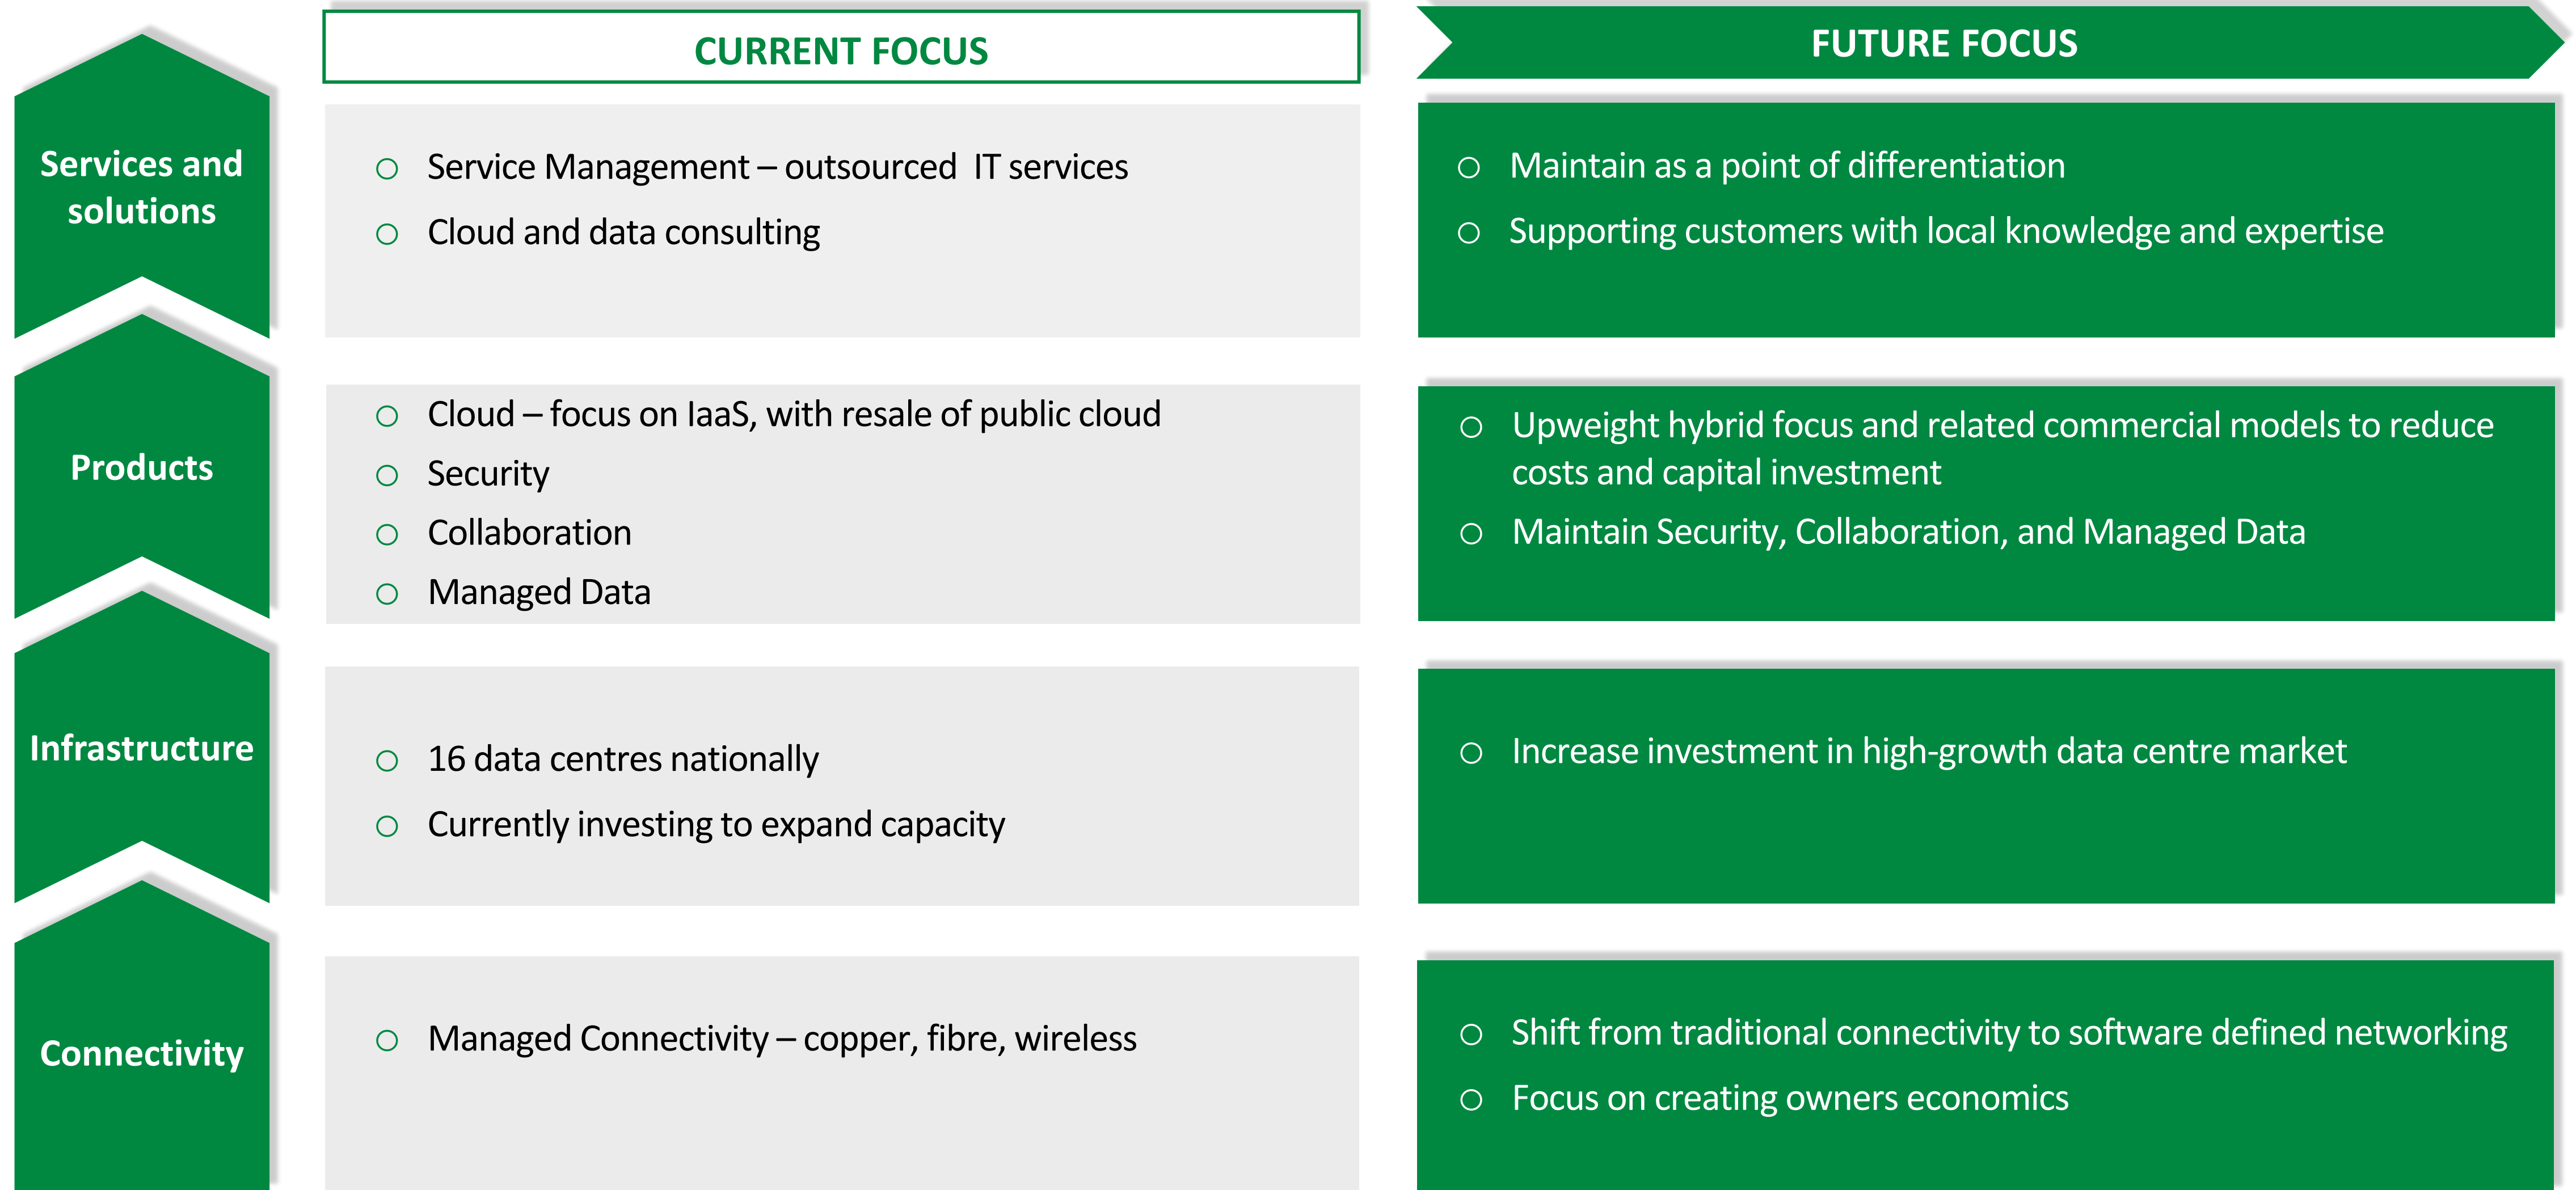 CURRENT FOCUS
FUTURE FOCUS
Services and
solutions
○ Service Management – outsourced  IT services
○ Cloud and data consulting
○ Maintain as a point of differentiation
○ Supporting customers with local knowledge and expertise
Products
○ Cloud – focus on IaaS, with resale of public cloud
○ Security
○ Collaboration
○ Managed Data
○ Upweight hybrid focus and related commercial models to reduce
costs and capital investment
○ Maintain Security, Collaboration, and Managed Data
Infrastructure
○ 16 data centres nationally
○ Currently investing to expand capacity
○ Increase investment in high-growth data centre market
Connectivity
○ Managed Connectivity – copper, fibre, wireless
○ Shift from traditional connectivity to software defined networking
○ Focus on creating owners economics